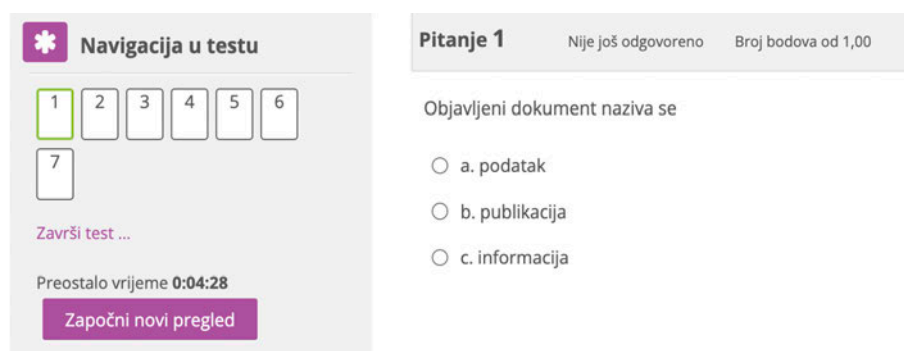 Navigacija u testu
1 2 3 4 5 6
7
Završi test ...
Preostalo vrijeme 0:04:28
Započni novi pregled
Pitanje 1 Nije još odgovoreno Broj bodova od 1,00
Objavljeni dokument naziva se
a. podatak
b. publikacija
c. informacija